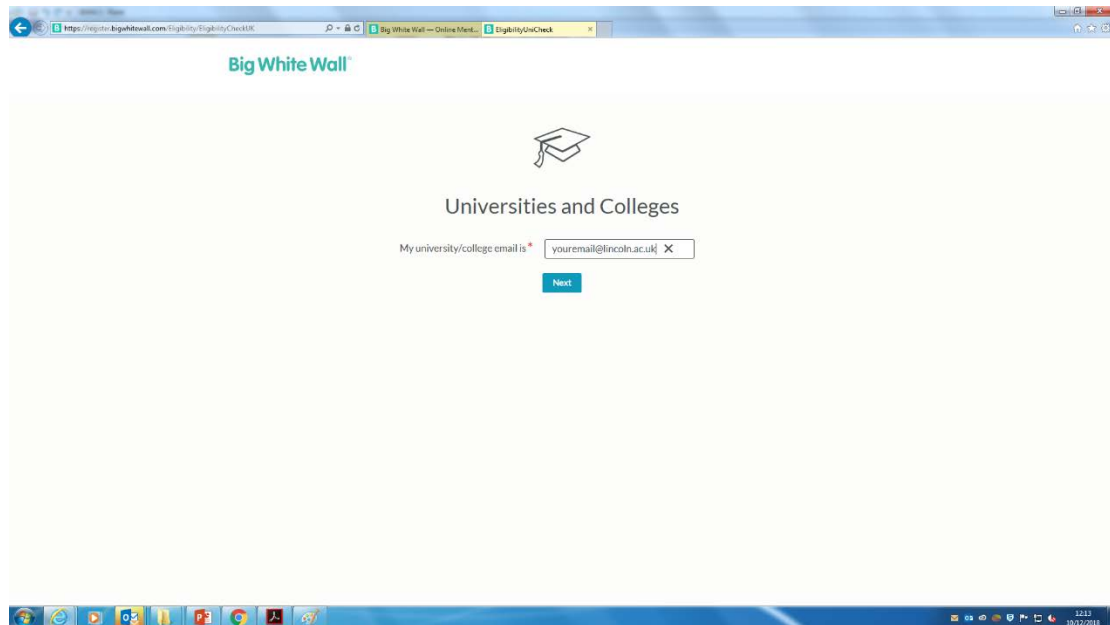 https://register.bigwhitewall.com/Eligibility/EligibilityCheckUK
Big White Wall — Online Ment...
EligibilityUniCheck
Big White Wall
Universities and Colleges
My university/college email is *
youremail@lincoln.ac.uk
Next
12:13
10/12/2018